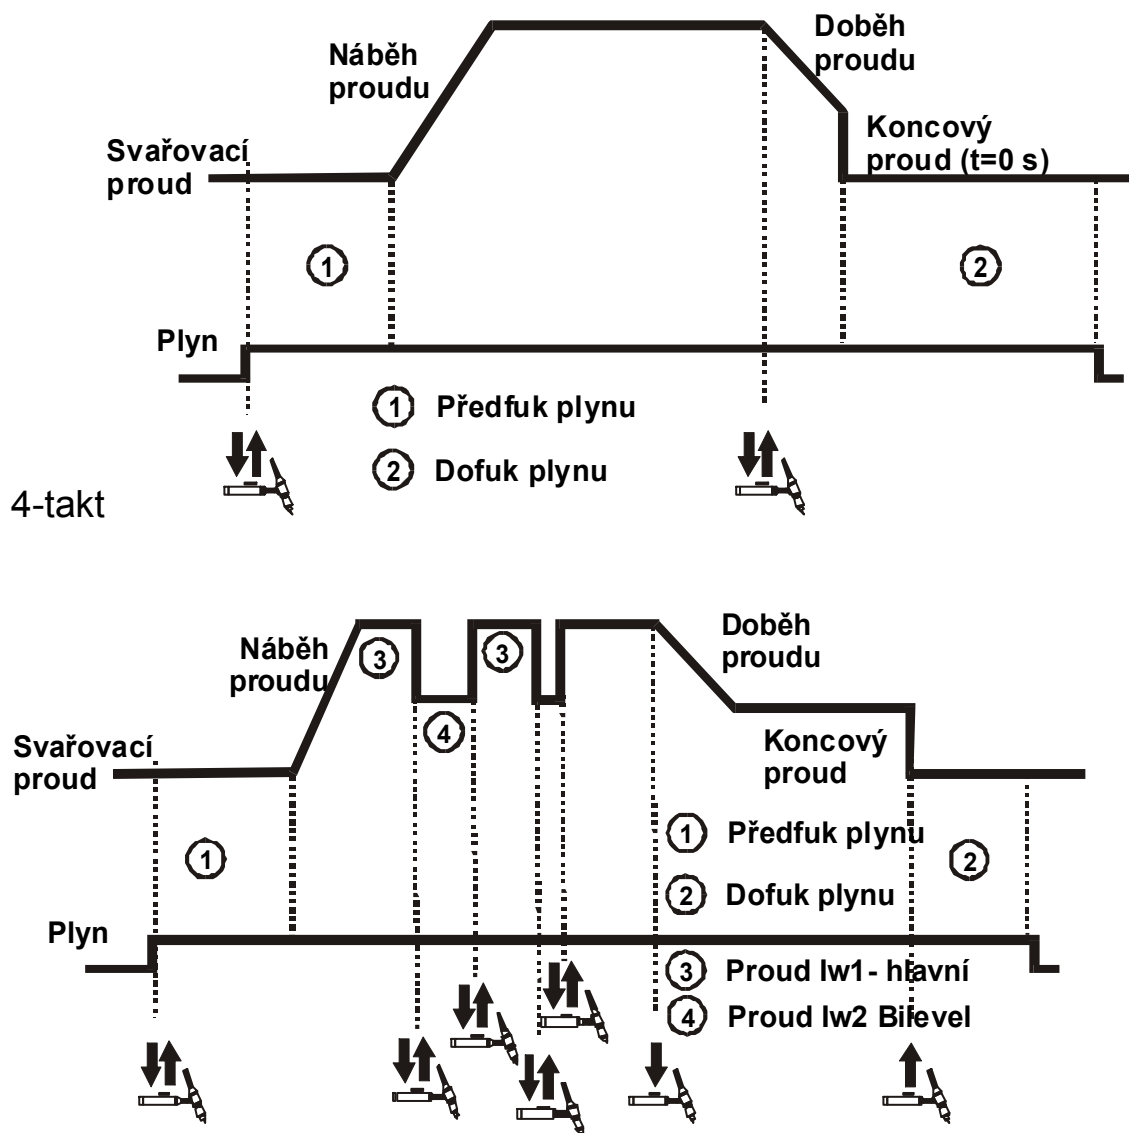 Náběh
proudu
Doběh
proudu
Svařovací
proud
Koncový
proud (t=0 s)
1
2
Plyn
1 Předfuk plynu
2 Dofuk plynu
4-takt
Náběh
proudu
3
3
Doběh
proudu
4
Svařovací
proud
Koncový
proud
1
1 Předfuk plynu
2
2 Dofuk plynu
Plyn
3 Proud Iw1- hlavní
4 Proud Iw2 Bilevel